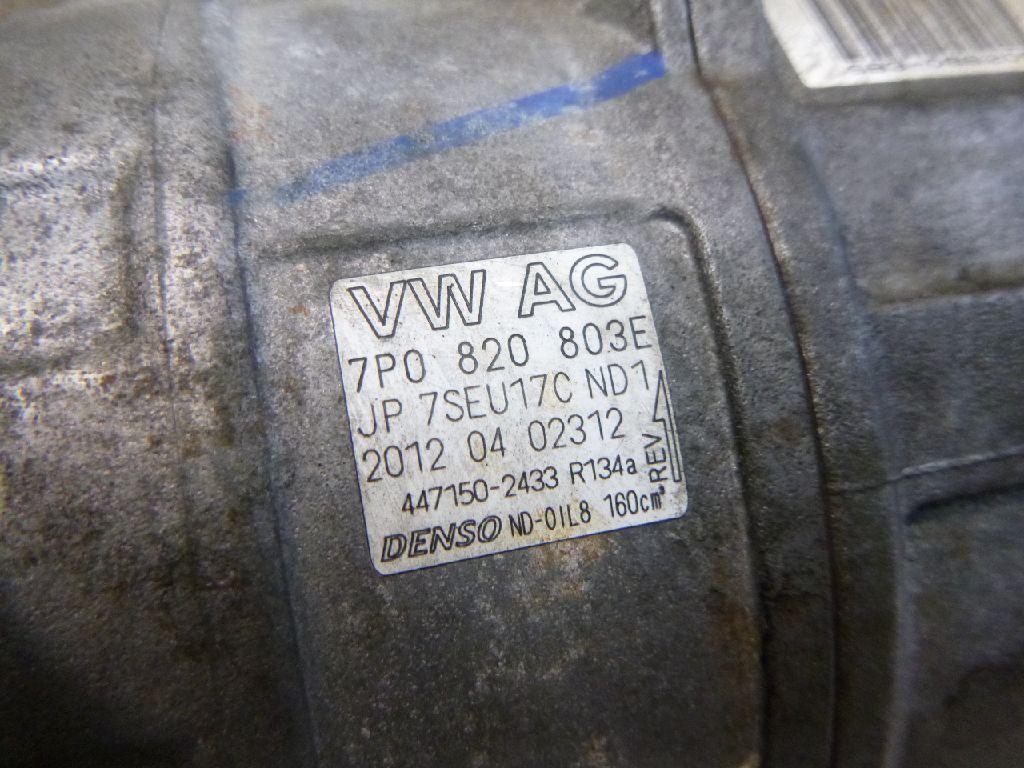 VW AG
7P0 820 803E
JP 7SEU17C ND1
2012 04 02312
447150-2433 R134a
DENSO ND-OIL8 160cm³
REV